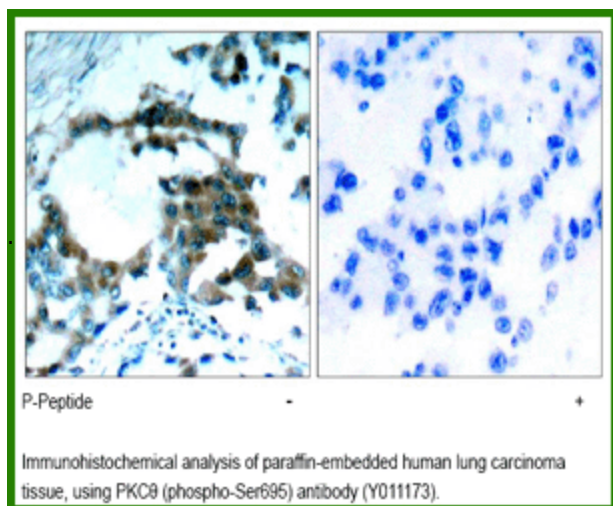 P-Peptide - +
Immunohistochemical analysis of paraffin-embedded human lung carcinoma
tissue, using PKCθ (phospho-Ser695) antibody (Y011173).